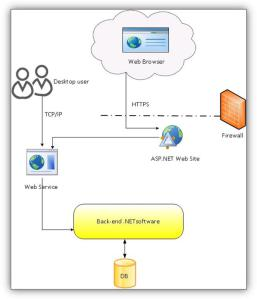 Web Browser
Desktop user
TCP/IP
HTTPS
Firewall
ASP.NET Web Site
Web Service
Back-end .NETsoftware
DB